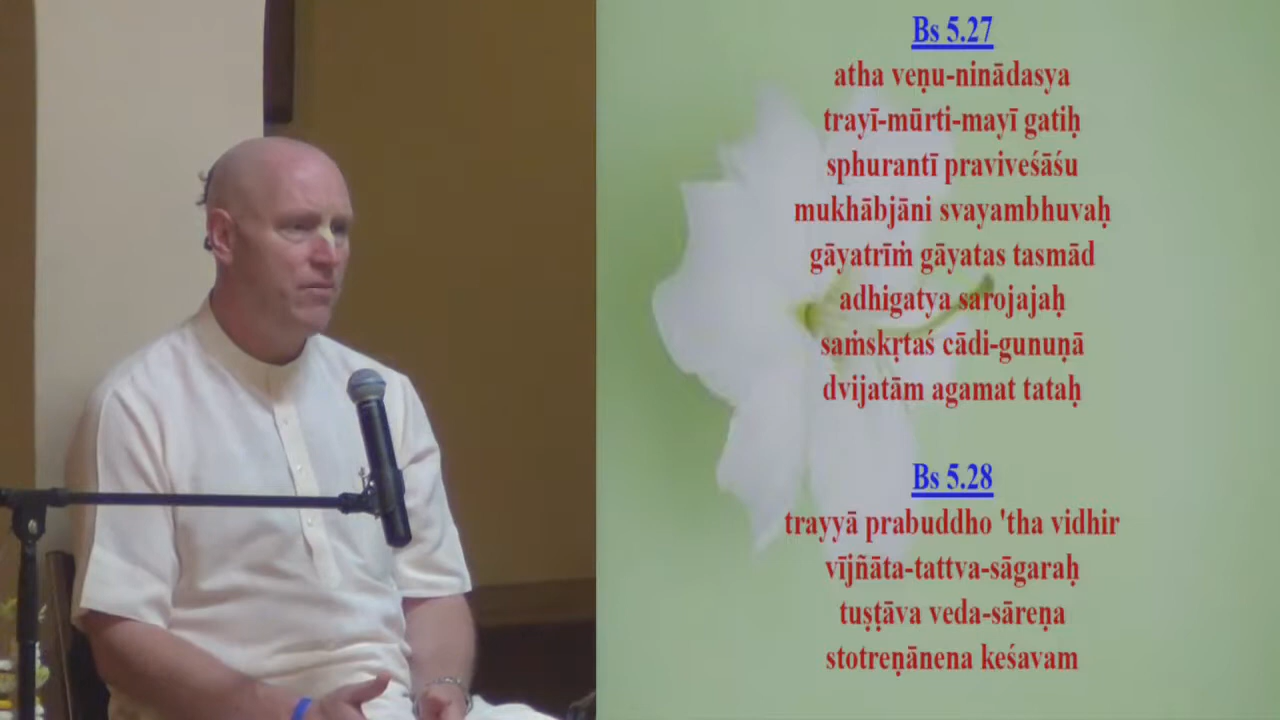 Bs 5.27
atha veṇu-ninādasya
trayī-mūrti-mayī gatiḥ
sphurantī praviveśāśu
mukhābjāni svayambhuvaḥ
gāyatrīṁ gāyatas tasmād
adhigatya sarojajaḥ
saṁskṛtaś cādi-gunuṇā
dvijatām agamat tataḥ
Bs 5.28
trayyā prabuddho 'tha vidhir
vījñāta-tattva-sāgaraḥ
tuṣṭāva veda-sāreṇa
stotreṇānena keśavam